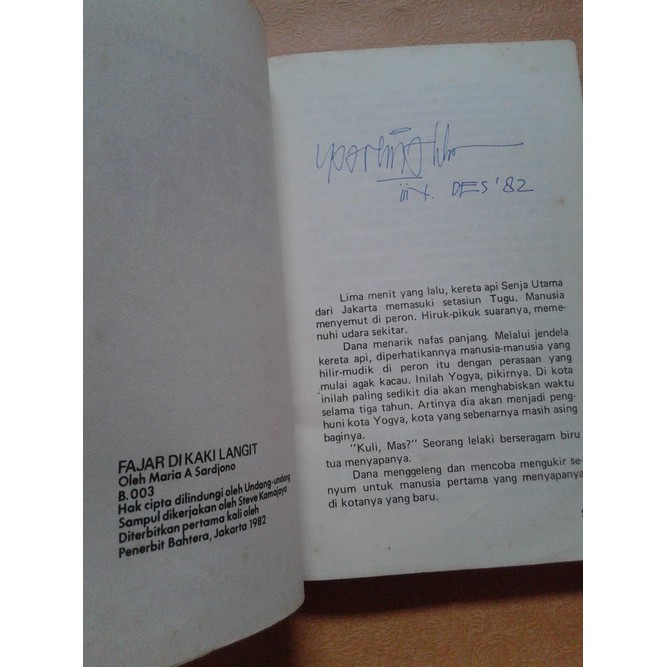 FAJAR DI KAKI LANGIT
Oleh Maria A Sardjono
B. 003
Hak cipta dilindungi oleh Undang-undang
Sampul dikerjakan oleh Steve Kamajaya
Diterbitkan pertama kali oleh
Penerbit Bahtera, Jakarta 1982
DES '82
Lima menit yang lalu, kereta api Senja Utama
dari Jakarta memasuki setasiun Tugu. Manusia
menyemut di peron. Hiruk-pikuk suaranya, meme-
nuhi udara sekitar.
Dana menarik nafas panjang. Melalui jendela
kereta api, diperhatikannya manusia-manusia yang
hilir-mudik di peron itu dengan perasaan yang
mulai agak kacau. Inilah Yogya, pikirnya. Di kota
inilah paling sedikit dia akan menghabiskan waktu
selama tiga tahun. Artinya dia akan menjadi peng-
huni kota Yogya, kota yang sebenarnya masih asing
baginya.
"Kuli, Mas?" Seorang lelaki berseragam biru
tua menyapanya.
Dana menggeleng dan mencoba mengukir se-
nyum untuk manusia pertama yang menyapanya
di kotanya yang baru.